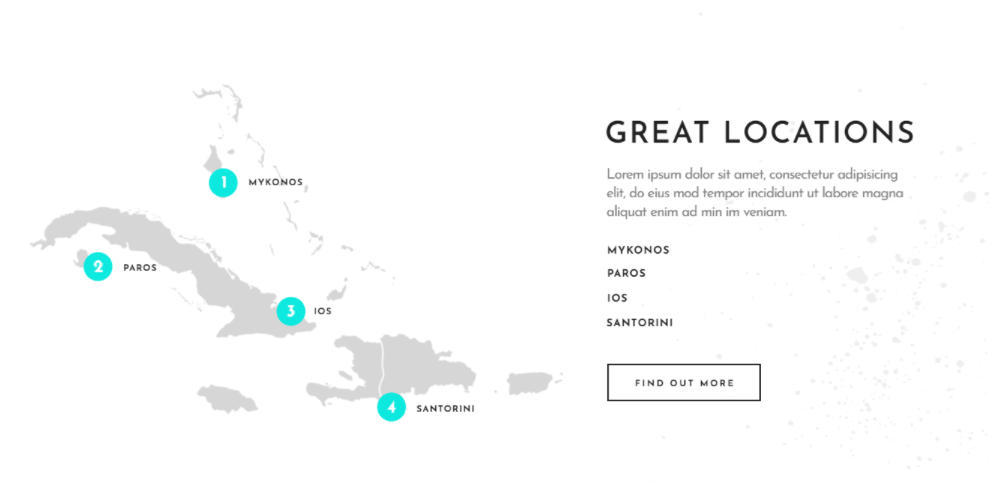 1 MYKONOS
2 PAROS
3 IOS
4 SANTORINI
GREAT LOCATIONS
Lorem ipsum dolor sit amet, consectetur adipisicing
elit, do eius mod tempor incididunt ut labore magna
aliquat enim ad min im veniam.
MYKONOS
PAROS
IOS
SANTORINI
FIND OUT MORE